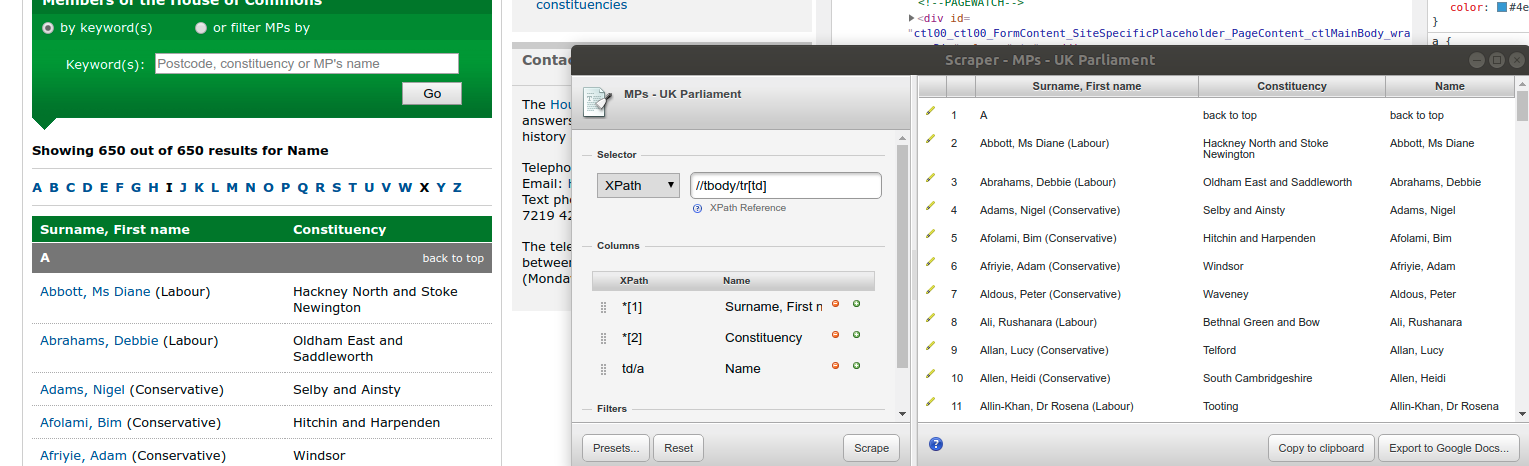 Members of the House of Commons
by keyword(s) or filter MPs by
Keyword(s): Postcode, constituency or MP's name
Go
Showing 650 out of 650 results for Name
A B C D E F G H I J K L M N O P Q R S T U V W X Y Z
Surname, First name Constituency
A back to top
Abbott, Ms Diane (Labour) Hackney North and Stoke
Newington
Abrahams, Debbie (Labour) Oldham East and
Saddleworth
Adams, Nigel (Conservative) Selby and Ainsty
Afolami, Bim (Conservative) Hitchin and Harpenden
Afriyie, Adam (Conservative) Windsor
constituencies
The
answers
history
Email:
7219
between
<!--PAGEWATCH-->
<div id=
"ctl00_ctl00_FormContent_SiteSpecificPlaceholder_PageContent_ctlMainBody_wra
color: #4e
}
a {
Scraper - MPs - UK Parliament
MPs - UK Parliament
Selector
XPath //tbody/tr[td]
XPath Reference
Columns
XPath Name
*[1] Surname, First n
*[2] Constituency
td/a Name
Filters
Presets... Reset Scrape
Surname, First name Constituency Name
1 A back to top back to top
2 Abbott, Ms Diane (Labour) Hackney North and Stoke Abbott, Ms Diane
Newington
3 Abrahams, Debbie (Labour) Oldham East and Saddleworth Abrahams, Debbie
4 Adams, Nigel (Conservative) Selby and Ainsty Adams, Nigel
5 Afolami, Bim (Conservative) Hitchin and Harpenden Afolami, Bim
6 Afriyie, Adam (Conservative) Windsor Afriyie, Adam
7 Aldous, Peter (Conservative) Waveney Aldous, Peter
8 Ali, Rushanara (Labour) Bethnal Green and Bow Ali, Rushanara
9 Allan, Lucy (Conservative) Telford Allan, Lucy
10 Allen, Heidi (Conservative) South Cambridgeshire Allen, Heidi
11 Allin-Khan, Dr Rosena (Labour) Tooting Allin-Khan, Dr Rosena
Copy to clipboard Export to Google Docs...